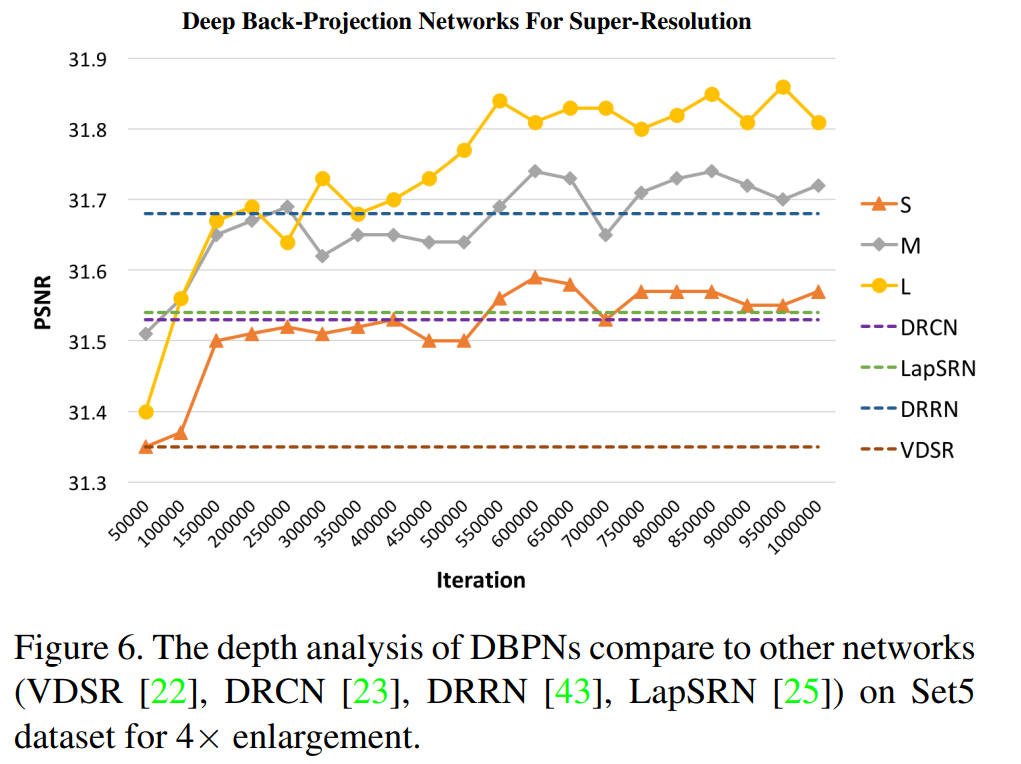 Deep Back-Projection Networks For Super-Resolution
31.9
31.8
31.7
31.6
31.5
31.4
31.3
PSNR
50000
100000
150000
200000
250000
300000
350000
400000
450000
500000
550000
600000
650000
700000
750000
800000
850000
900000
950000
1000000
Iteration
S
M
L
DRCN
LapSRN
DRRN
VDSR
Figure 6. The depth analysis of DBPNs compare to other networks
(VDSR [22], DRCN [23], DRRN [43], LapSRN [25]) on Set5
dataset for 4× enlargement.